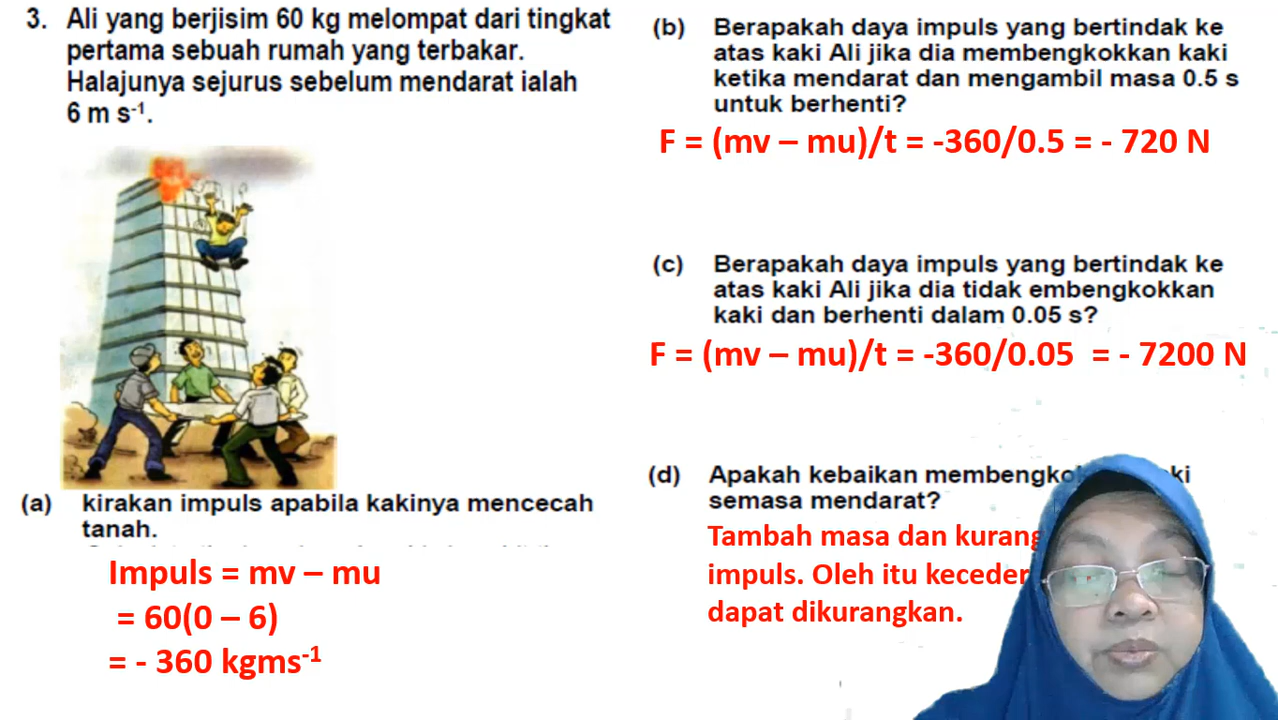 3. Ali yang berjisim 60 kg melompat dari tingkat
pertama sebuah rumah yang terbakar.
Halajunya sejurus sebelum mendarat ialah
6 m s⁻¹.
(a) kirakan impuls apabila kakinya mencecah
tanah.
Impuls = mv – mu
= 60(0 – 6)
= - 360 kgms⁻¹
(b) Berapakah daya impuls yang bertindak ke
atas kaki Ali jika dia membengkokkan kaki
ketika mendarat dan mengambil masa 0.5 s
untuk berhenti?
F = (mv – mu)/t = -360/0.5 = - 720 N
(c) Berapakah daya impuls yang bertindak ke
atas kaki Ali jika dia tidak embengkokkan
kaki dan berhenti dalam 0.05 s?
F = (mv – mu)/t = -360/0.05 = - 7200 N
(d) Apakah kebaikan
semasa mendarat?
Tambah masa dan
impuls. Oleh itu
dapat dikurangkan.